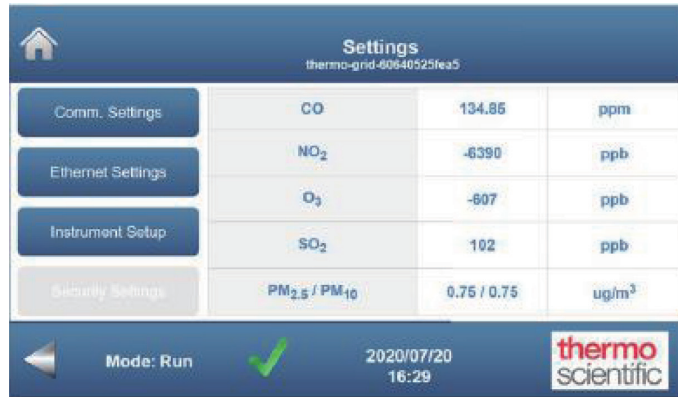 Settings
thermo-grid-60640525fea5
Comm. Settings
CO 134.85 ppm
Ethernet Settings
NO₂ -6390 ppb
O₃ -607 ppb
Instrument Setup
SO₂ 102 ppb
Security Settings
PM₂.₅ / PM₁₀ 0.75 / 0.75 ug/m³
Mode: Run
2020/07/20
16:29
thermo
scientific